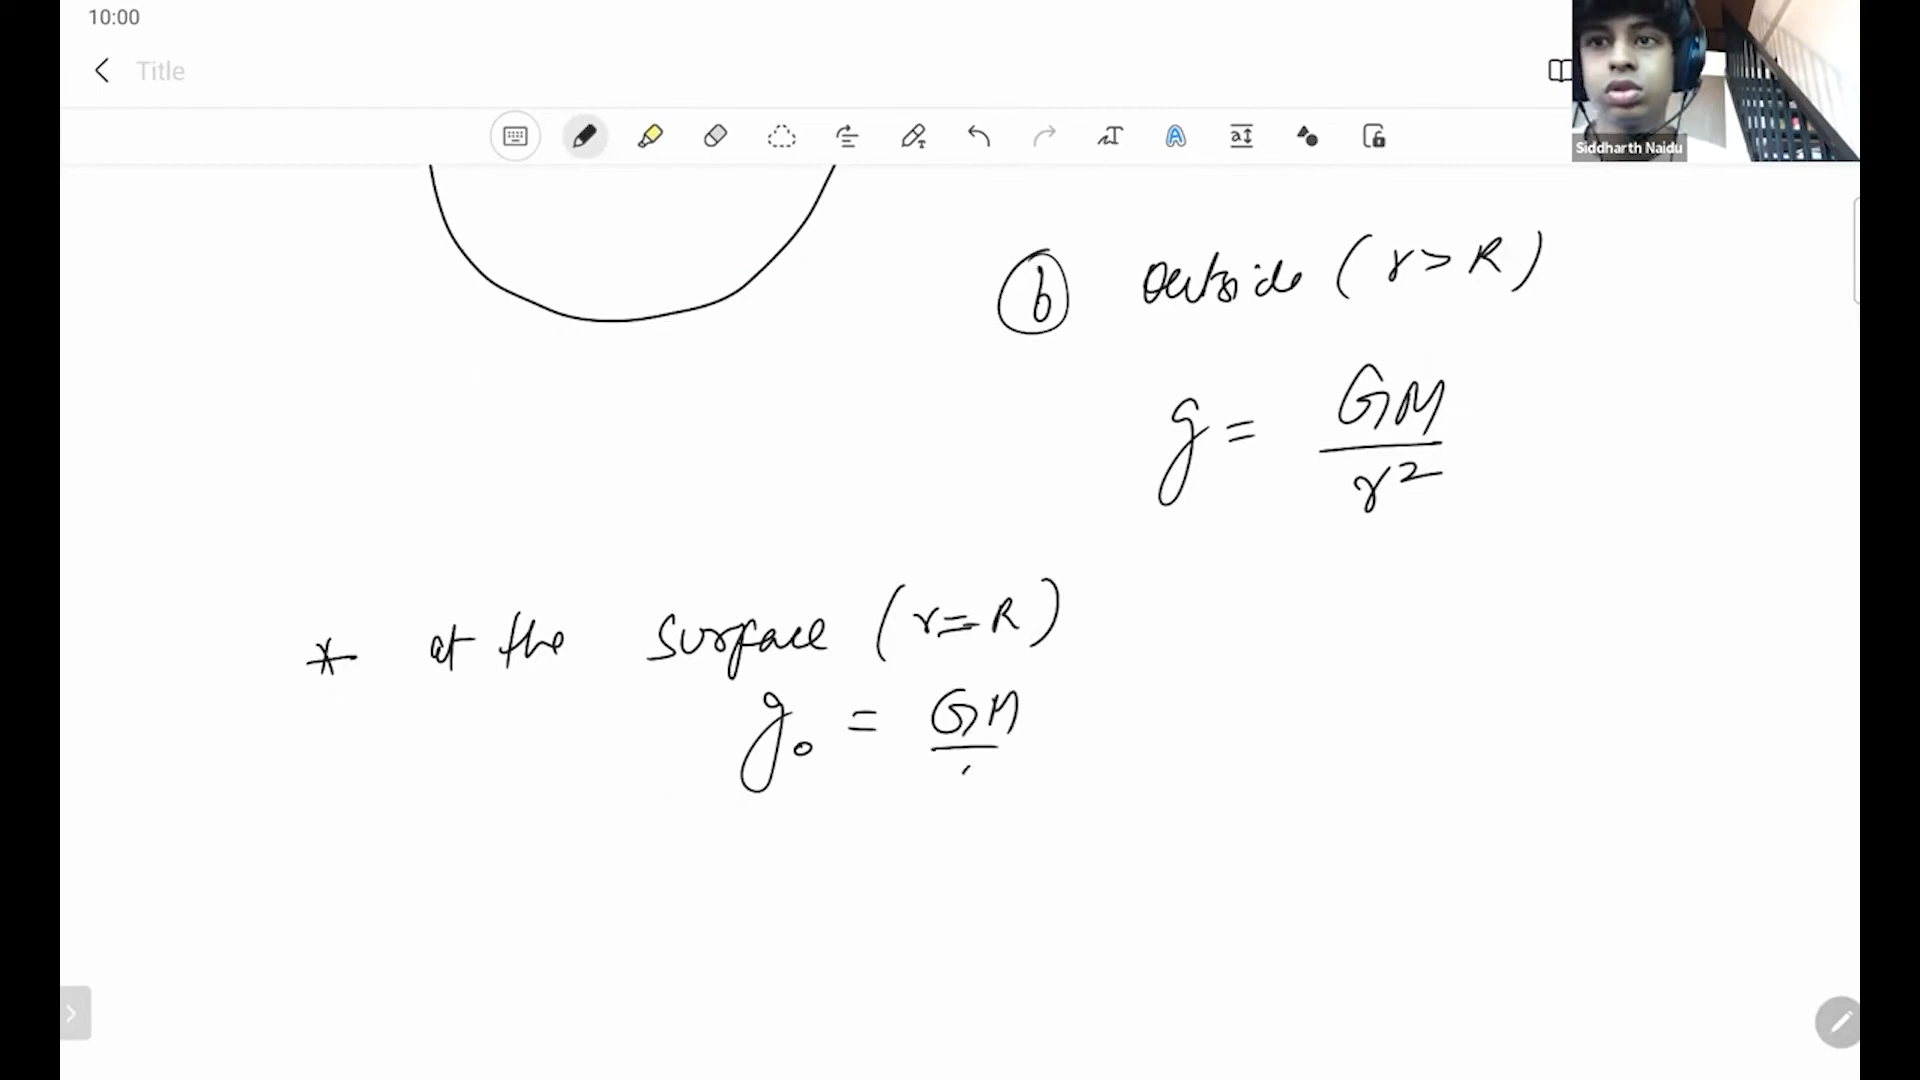 10:00
Title
Siddharth Naidu
b outside (r > R)
g = GM / r²
* at the surface (r = R)
g₀ = GM